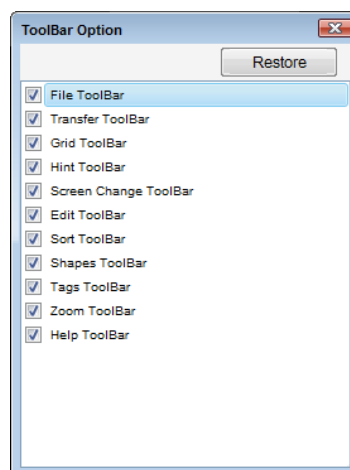 ToolBar Option
Restore
File ToolBar
Transfer ToolBar
Grid ToolBar
Hint ToolBar
Screen Change ToolBar
Edit ToolBar
Sort ToolBar
Shapes ToolBar
Tags ToolBar
Zoom ToolBar
Help ToolBar